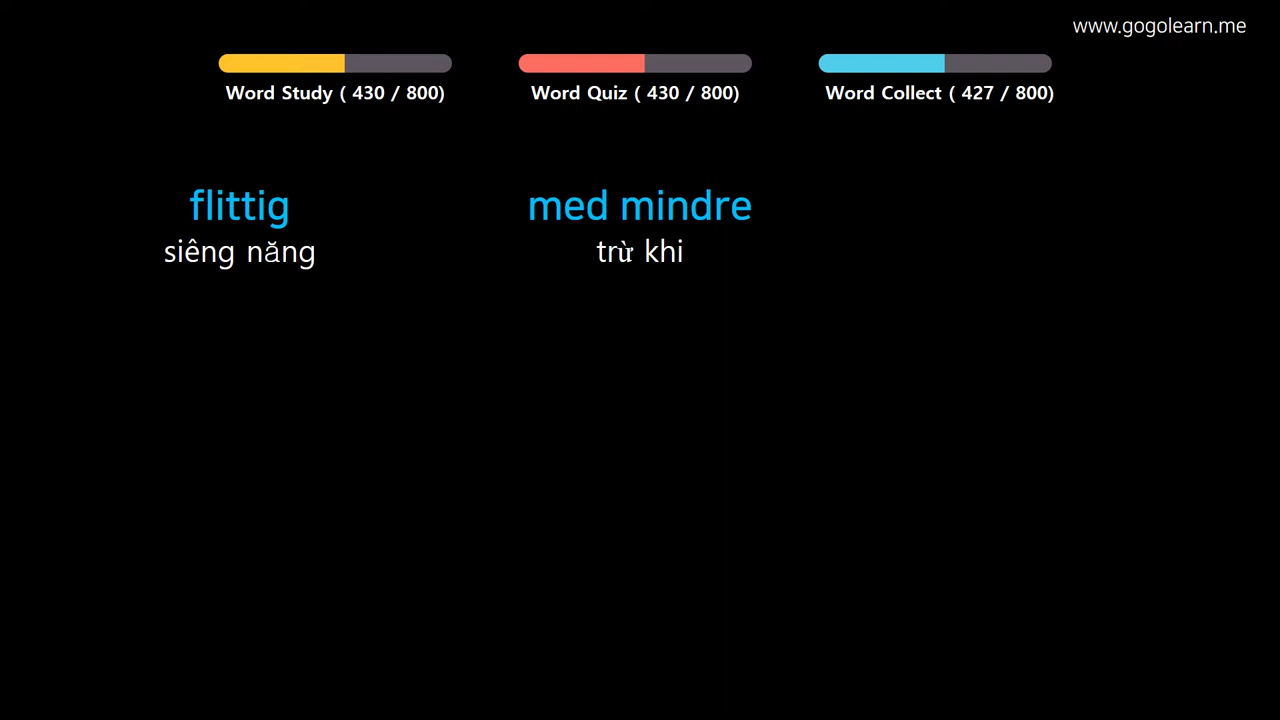 www.gogolearn.me
Word Study ( 430 / 800)
Word Quiz ( 430 / 800)
Word Collect ( 427 / 800)
flittig
siêng năng
med mindre
trừ khi